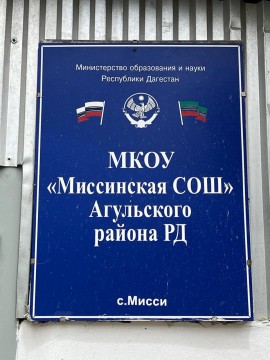 Министерство образования и науки
Республики Дагестан
МКОУ
«Миссинская СОШ»
Агульского
района РД
с.Мисси